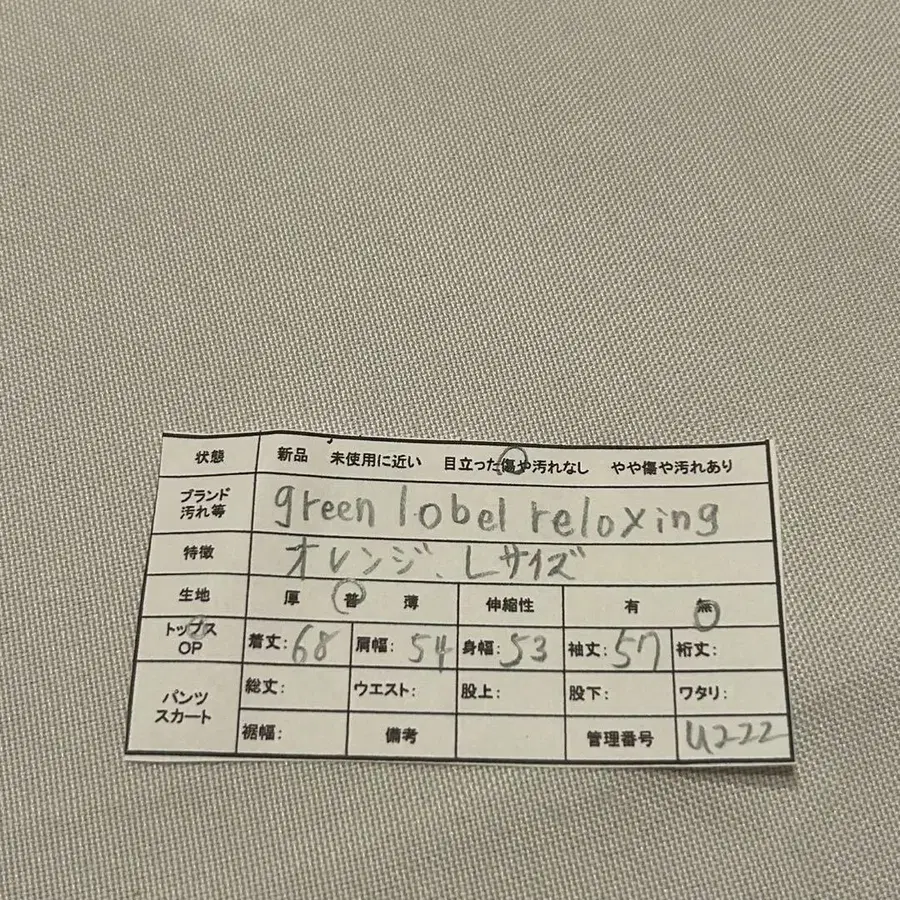 状態 新品 未使用に近い 目立った傷や汚れなし やや傷や汚れあり
ブランド
汚れ等 green lobel reloxing
特徴 オレンジ、Lサイズ
生地 厚 普 薄 伸縮性 有 無
トップス
OP 着丈:68 肩幅:54 身幅:53 袖丈:57 裄丈:
パンツ
スカート 総丈: ウエスト: 股上: 股下: ワタリ:
裾幅: 備考 管理番号 U222